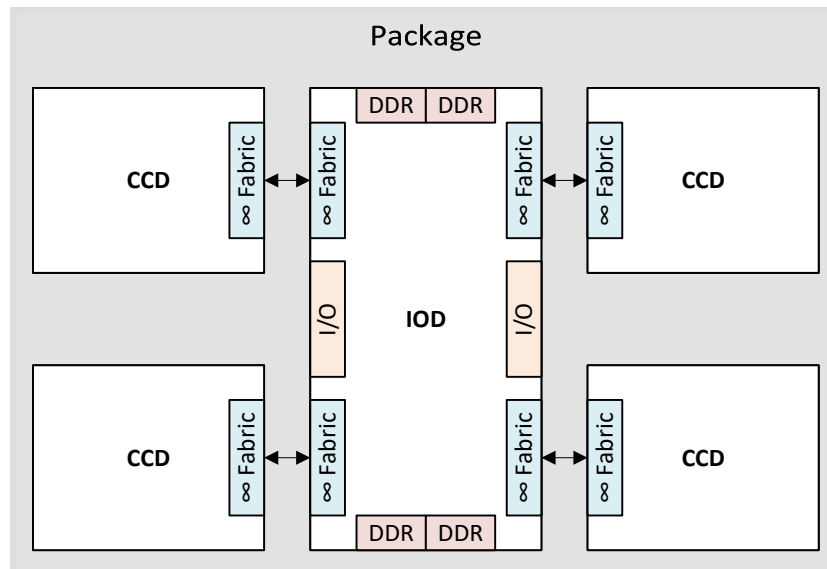 Package
DDR DDR
CCD
∞ Fabric
∞ Fabric
∞ Fabric
∞ Fabric
CCD
I/O
IOD
I/O
CCD
∞ Fabric
∞ Fabric
∞ Fabric
∞ Fabric
CCD
DDR DDR